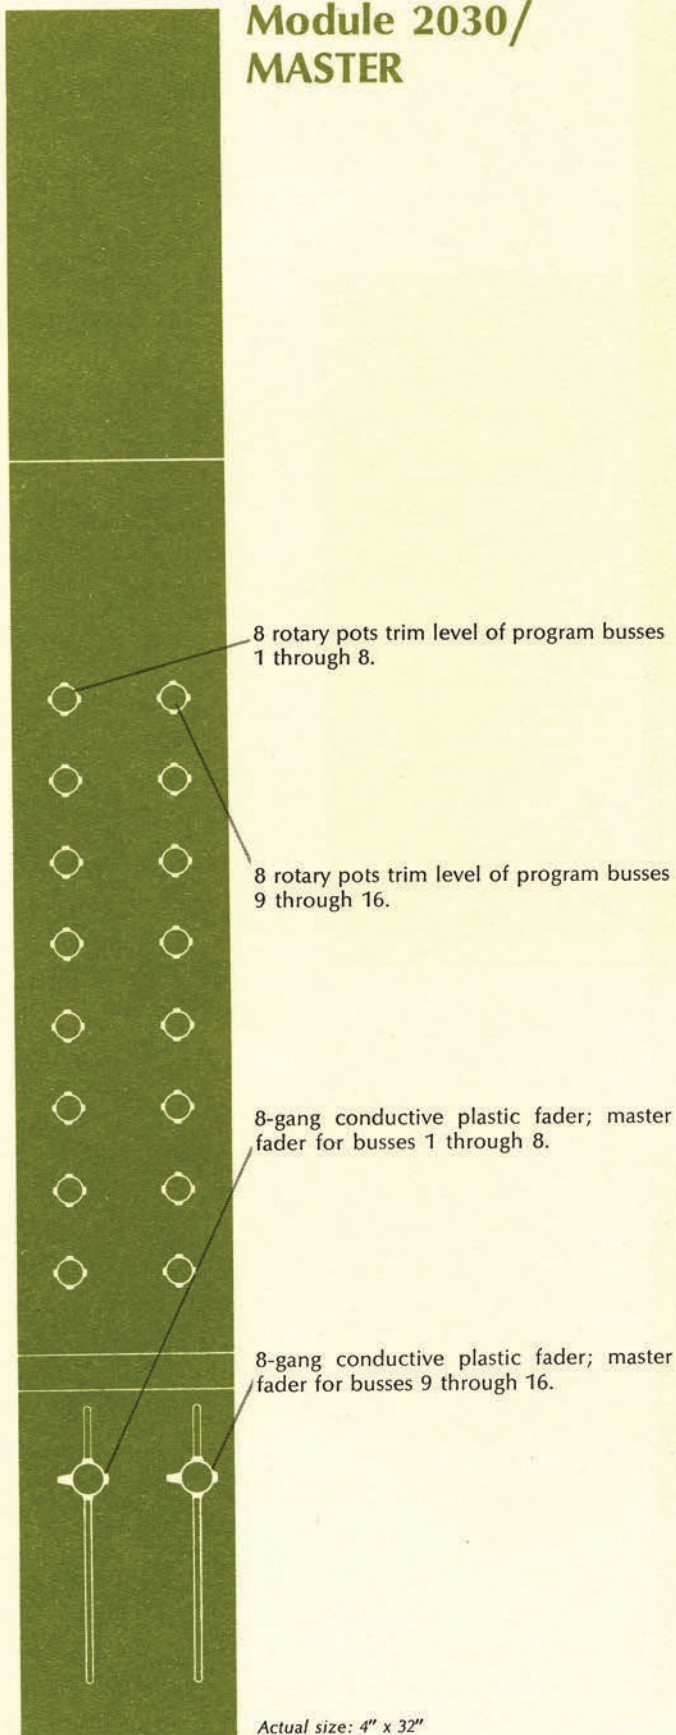 Module 2030/
MASTER
8 rotary pots trim level of program busses
1 through 8.
8 rotary pots trim level of program busses
9 through 16.
8-gang conductive plastic fader; master
fader for busses 1 through 8.
8-gang conductive plastic fader; master
fader for busses 9 through 16.
Actual size: 4" x 32"